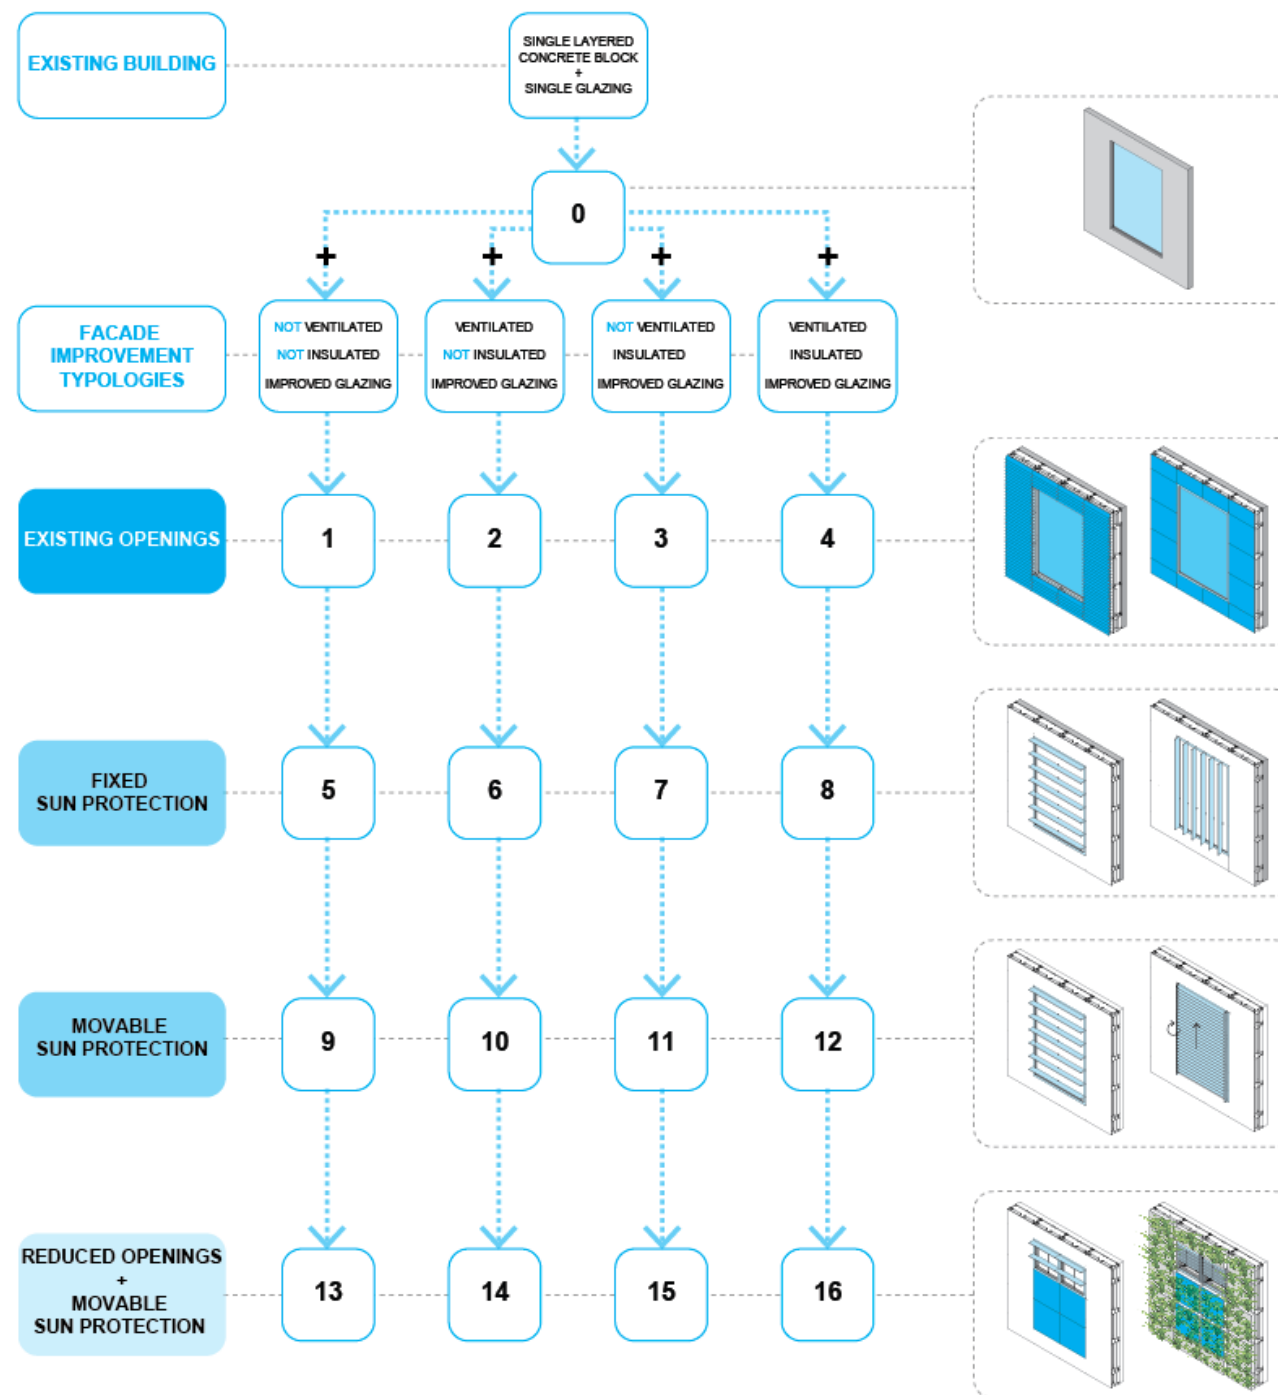 EXISTING BUILDING
SINGLE LAYERED
CONCRETE BLOCK
+
SINGLE GLAZING
0
+ + + +
FACADE
IMPROVEMENT
TYPOLOGIES
NOT VENTILATED
NOT INSULATED
IMPROVED GLAZING
VENTILATED
NOT INSULATED
IMPROVED GLAZING
NOT VENTILATED
INSULATED
IMPROVED GLAZING
VENTILATED
INSULATED
IMPROVED GLAZING
EXISTING OPENINGS
1 2 3 4
FIXED
SUN PROTECTION
5 6 7 8
MOVABLE
SUN PROTECTION
9 10 11 12
REDUCED OPENINGS
+
MOVABLE
SUN PROTECTION
13 14 15 16